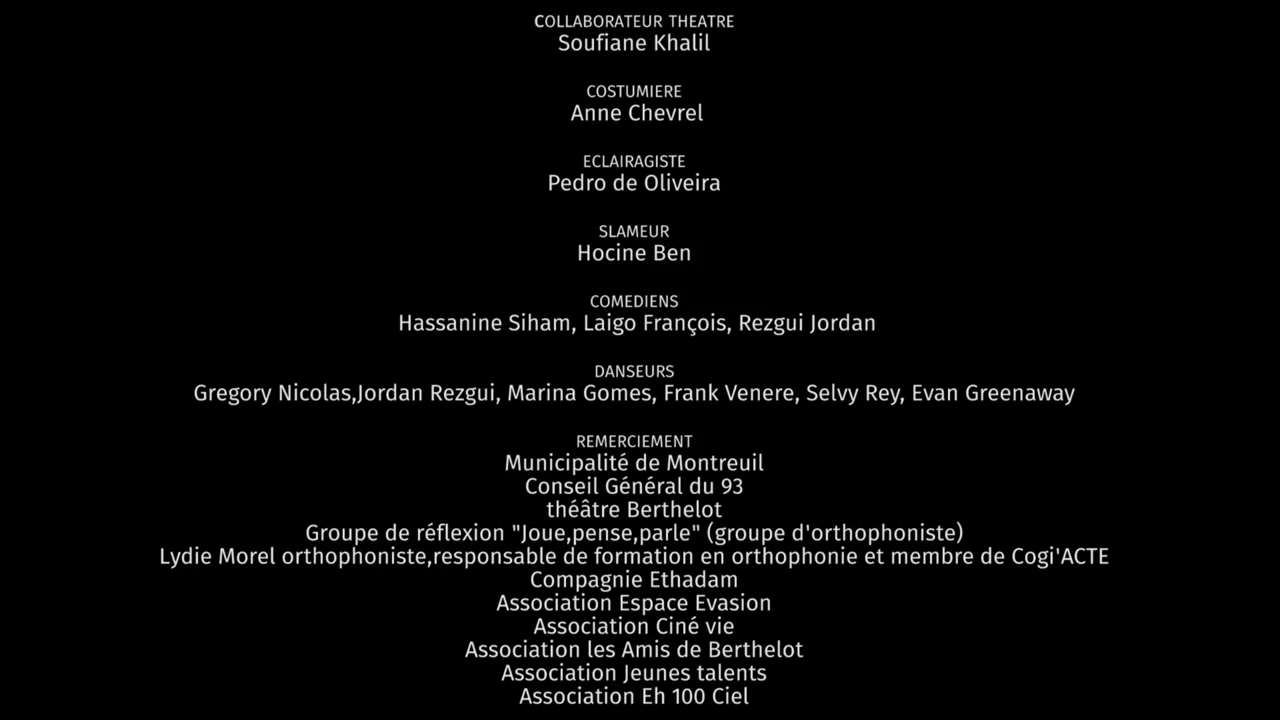 COLLABORATEUR THEATRE
Soufiane Khalil
COSTUMIERE
Anne Chevrel
ECLAIRAGISTE
Pedro de Oliveira
SLAMEUR
Hocine Ben
COMEDIENS
Hassanine Siham, Laigo François, Rezgui Jordan
DANSEURS
Gregory Nicolas,Jordan Rezgui, Marina Gomes, Frank Venere, Selvy Rey, Evan Greenaway
REMERCIEMENT
Municipalité de Montreuil
Conseil Général du 93
théâtre Berthelot
Groupe de réflexion "Joue,pense,parle" (groupe d'orthophoniste)
Lydie Morel orthophoniste,responsable de formation en orthophonie et membre de Cogi'ACTE
Compagnie Ethadam
Association Espace Evasion
Association Ciné vie
Association les Amis de Berthelot
Association Jeunes talents
Association Eh 100 Ciel